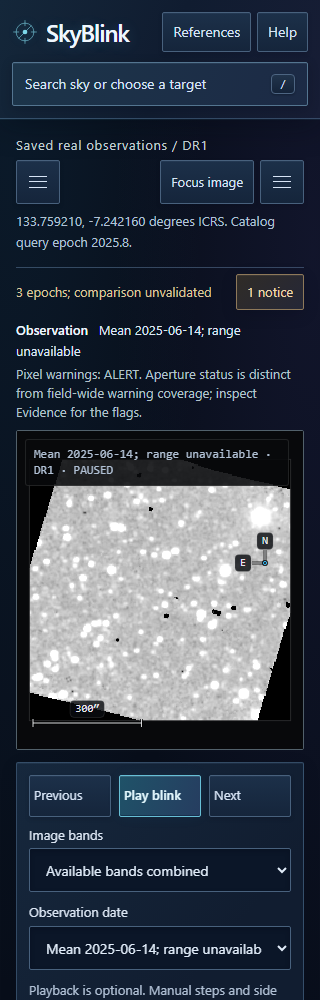 SkyBlink
References
Help
Search sky or choose a target
/
Saved real observations / DR1
Focus image
133.759210, -7.242160 degrees ICRS. Catalog
query epoch 2025.8.
3 epochs; comparison unvalidated
1 notice
Observation Mean 2025-06-14; range
unavailable
Pixel warnings: ALERT. Aperture status is distinct
from field-wide warning coverage; inspect
Evidence for the flags.
Mean 2025-06-14; range unavailable ·
DR1 · PAUSED
N
E
300″
Previous
Play blink
Next
Image bands
Available bands combined
Observation date
Mean 2025-06-14; range unavailab
Playback is optional. Manual steps and side